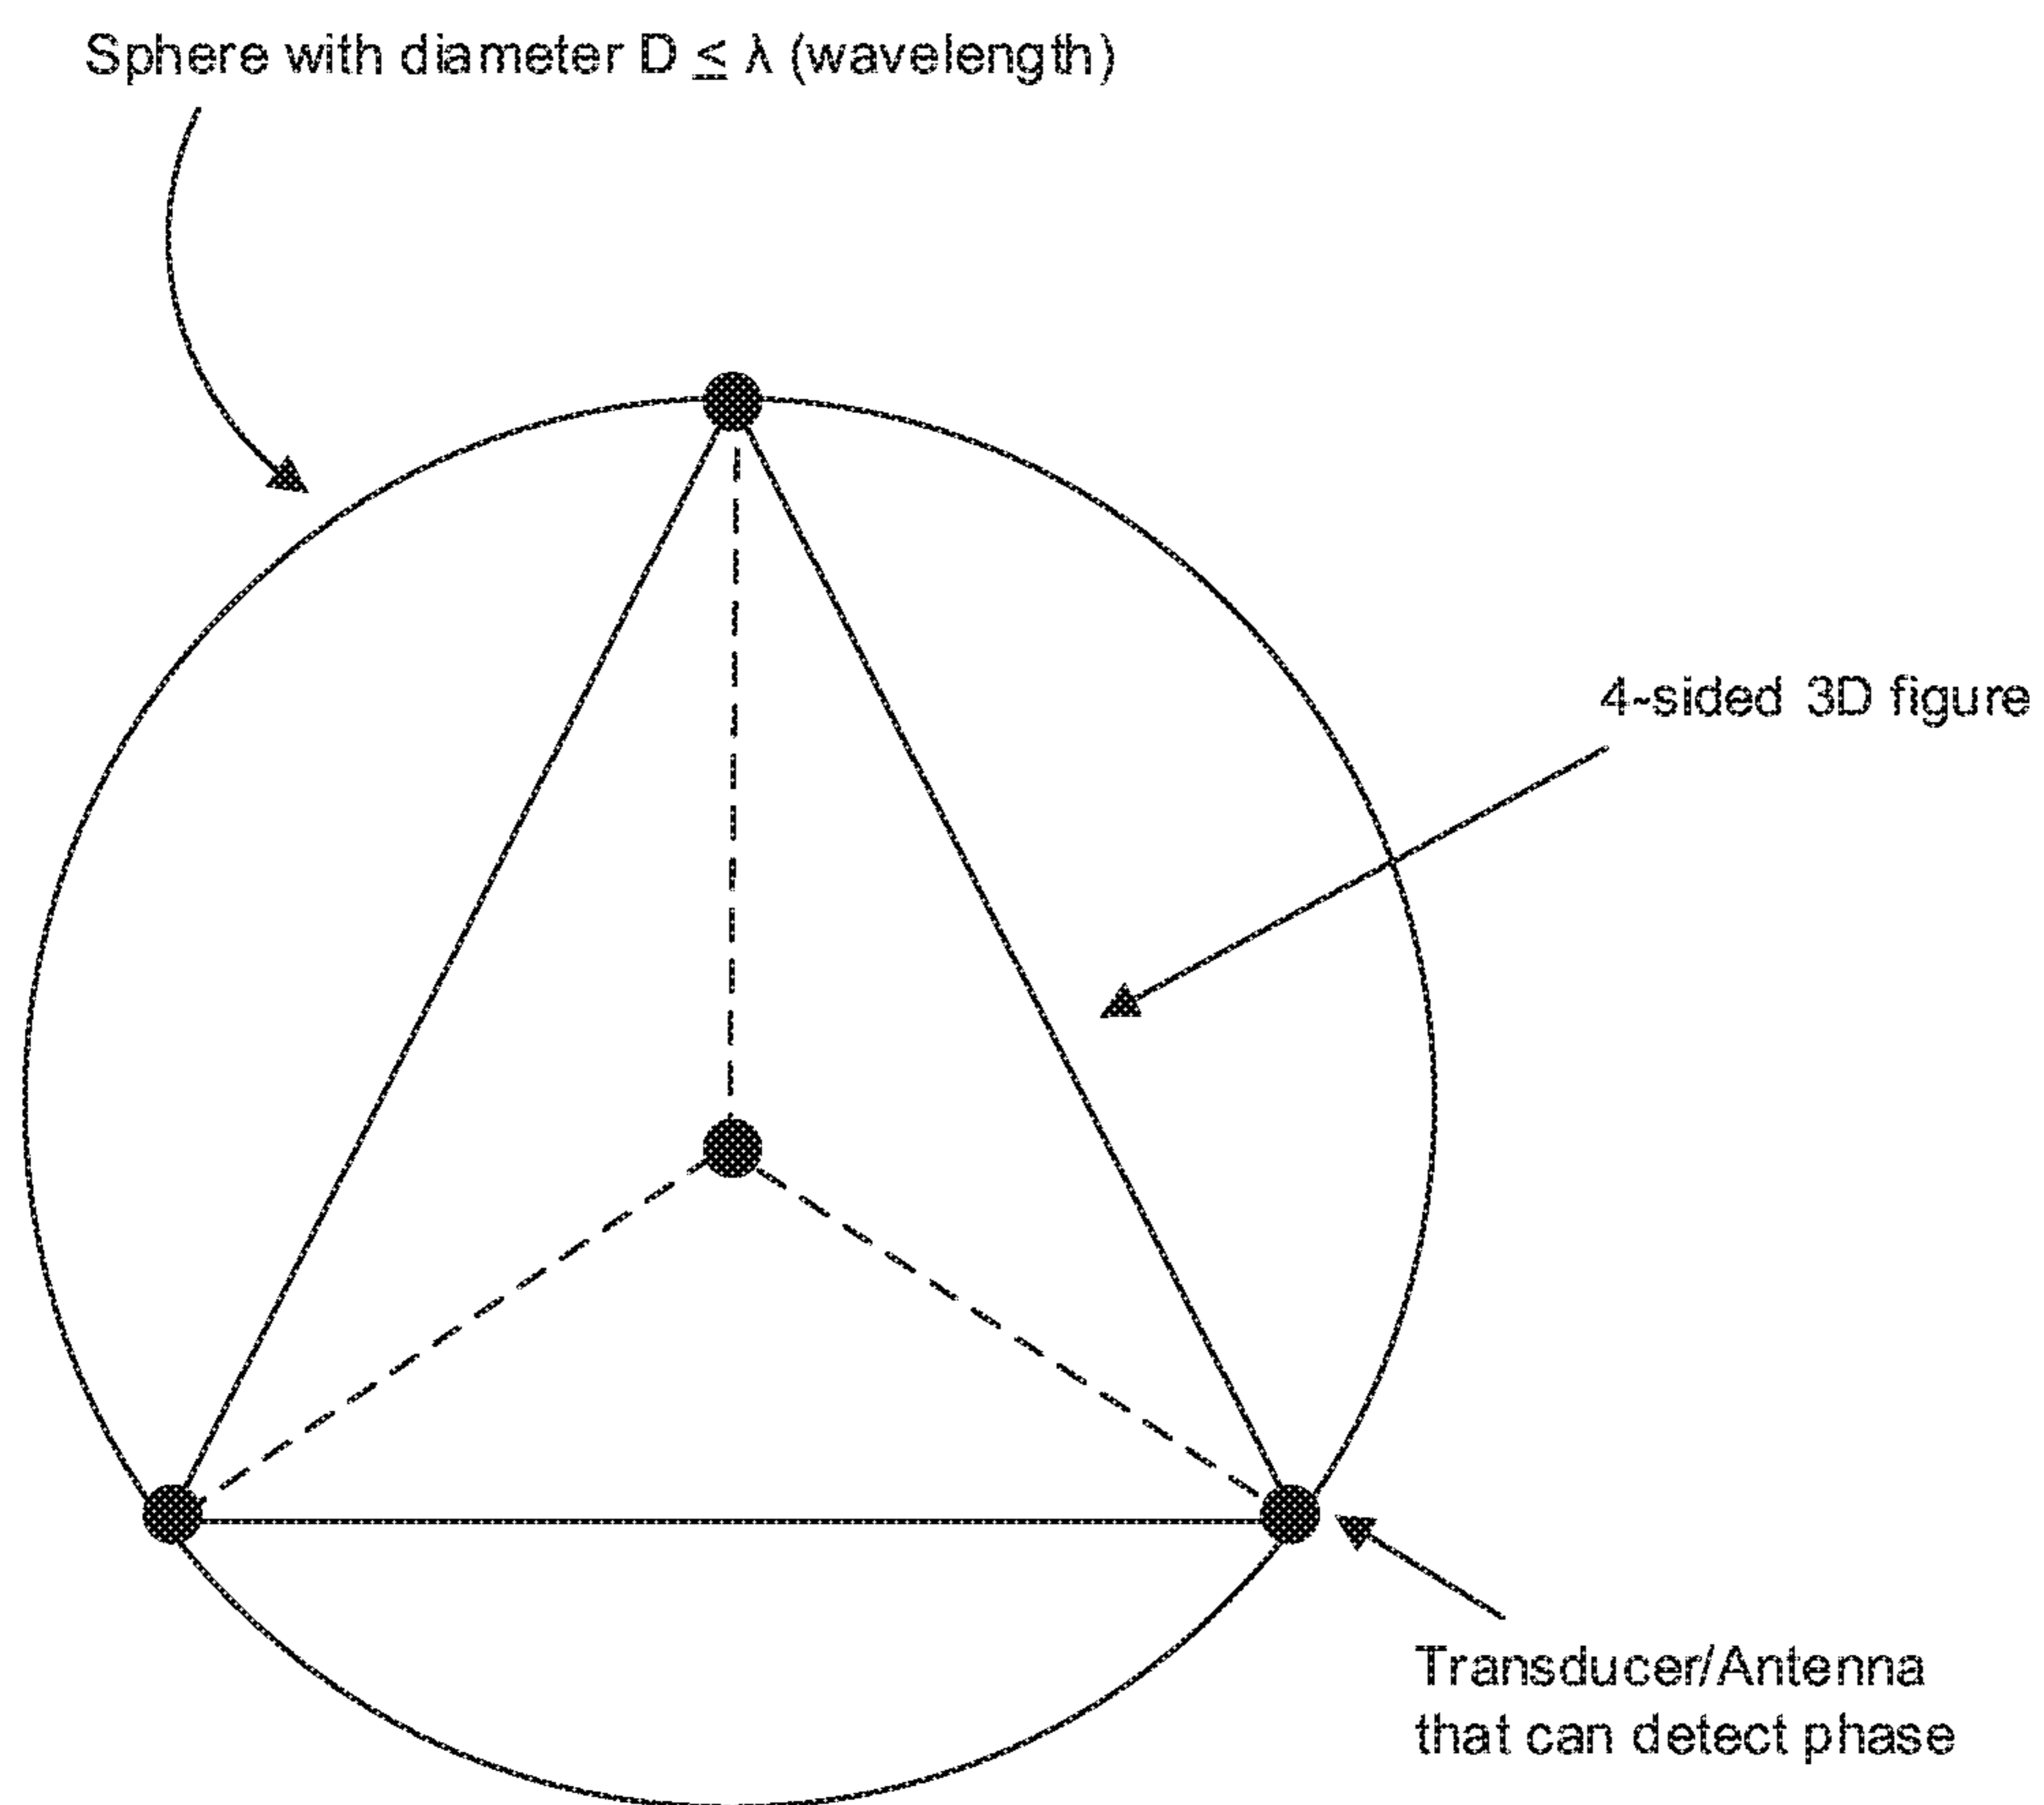 Sphere with diameter D ≤ λ (wavelength)
4-sided 3D figure
Transducer/Antenna
that can detect phase